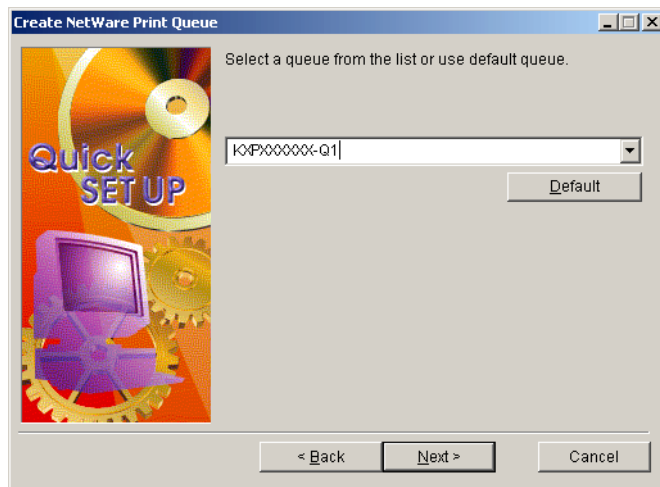 Create NetWare Print Queue
Select a queue from the list or use default queue.
KXPXXXXXX-Q1
Default
Quick
SET UP
< Back
Next >
Cancel